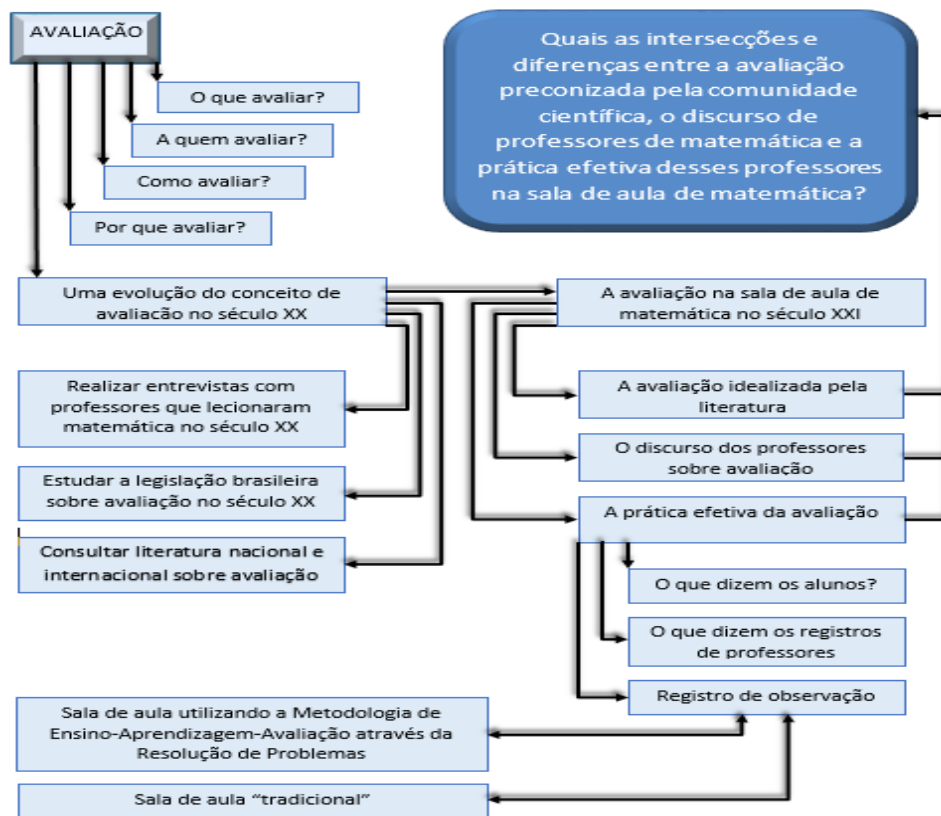 AVALIAÇÃO
O que avaliar?
A quem avaliar?
Como avaliar?
Por que avaliar?
Quais as intersecções e
diferenças entre a avaliação
preconizada pela comunidade
científica, o discurso de
professores de matemática e a
prática efetiva desses professores
na sala de aula de matemática?
Uma evolução do conceito de
avaliacão no século XX
A avaliação na sala de aula de
matemática no século XXI
Realizar entrevistas com
professores que lecionaram
matemática no século XX
Estudar a legislação brasileira
sobre avaliação no século XX
Consultar literatura nacional e
internacional sobre avaliação
A avaliação idealizada pela
literatura
O discurso dos professores
sobre avaliação
A prática efetiva da avaliação
O que dizem os alunos?
O que dizem os registros
de professores
Registro de observação
Sala de aula utilizando a Metodologia de
Ensino-Aprendizagem-Avaliação através da
Resolução de Problemas
Sala de aula “tradicional”